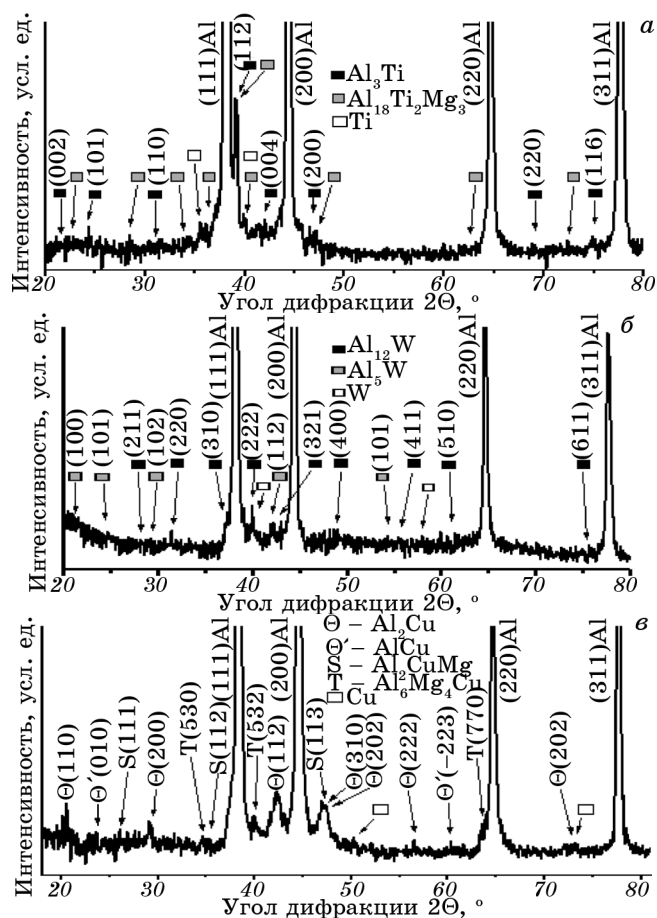 а
Интенсивность, усл. ед.
(002)
(101)
(110)
(111)Al
(112)
(004)
(200)Al
(200)
(220)Al
(220)
(116)
(311)Al
Al₃Ti
Al₁₈Ti₂Mg₃
Ti
20 30 40 50 60 70 80
Угол дифракции 2Θ, °
б
Интенсивность, усл. ед.
(100)
(101)
(211)
(102)
(220)
(310)
(111)Al
(222)
(112)
(200)Al
(321)
(400)
(101)
(411)
(510)
(220)Al
(611)
(311)Al
Al₁₂W
Al₅W
W
20 30 40 50 60 70 80
Угол дифракции 2Θ, °
в
Интенсивность, усл. ед.
Θ(110)
Θ′(010)
S(111)
Θ(200)
T(530)
S(112)
(111)Al
T(532)
Θ(112)
(200)Al
S(113)
Θ(310)
Θ(202)
Θ(222)
Θ′(−223)
T(770)
(220)Al
Θ(202)
(311)Al
Θ – Al₂Cu
Θ′ – AlCu
S – Al₂CuMg
T – Al₆Mg₄Cu
Cu
20 30 40 50 60 70 80
Угол дифракции 2Θ, °